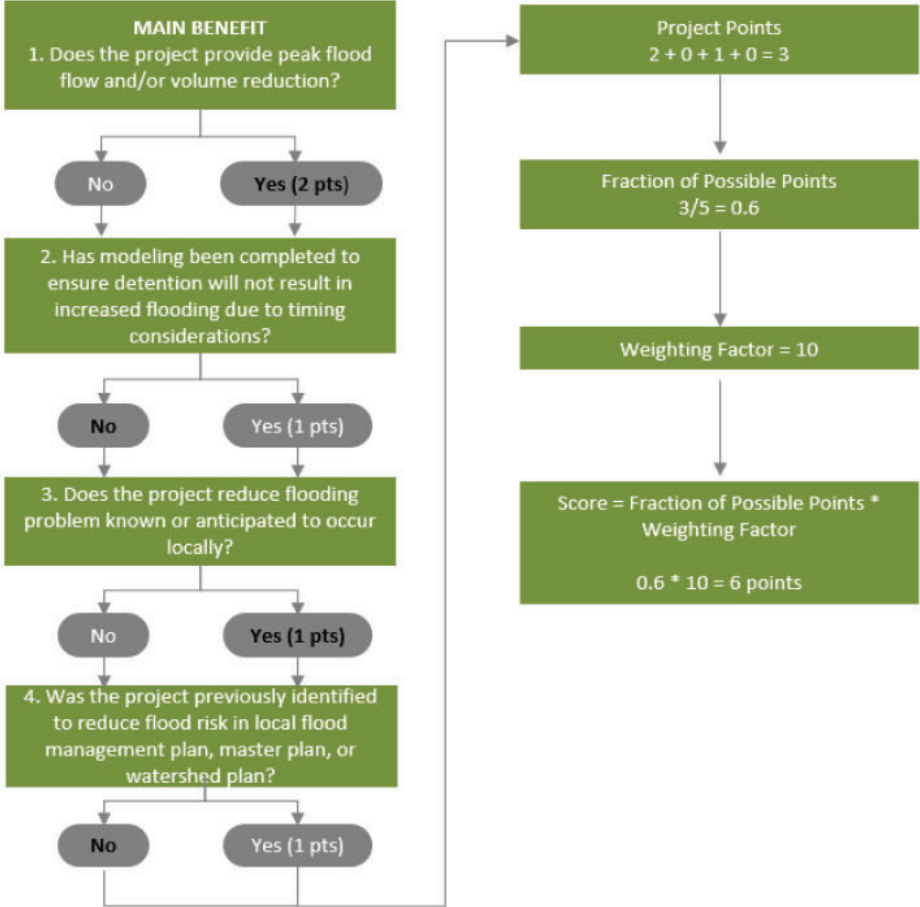 MAIN BENEFIT
1. Does the project provide peak flood
flow and/or volume reduction?
No
Yes (2 pts)
2. Has modeling been completed to
ensure detention will not result in
increased flooding due to timing
considerations?
No
Yes (1 pts)
3. Does the project reduce flooding
problem known or anticipated to occur
locally?
No
Yes (1 pts)
4. Was the project previously identified
to reduce flood risk in local flood
management plan, master plan, or
watershed plan?
No
Yes (1 pts)
Project Points
2 + 0 + 1 + 0 = 3
Fraction of Possible Points
3/5 = 0.6
Weighting Factor = 10
Score = Fraction of Possible Points *
Weighting Factor
0.6 * 10 = 6 points